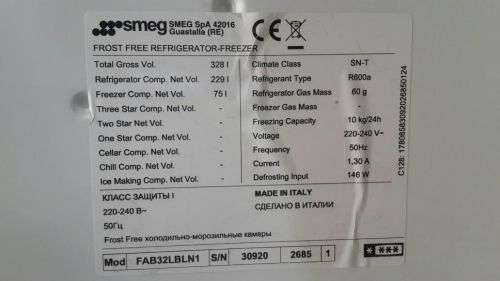 smeg SMEG SpA 42016
Guastalla (RE)
FROST FREE REFRIGERATOR-FREEZER
Total Gross Vol. 328 l Climate Class SN-T
Refrigerator Comp. Net Vol. 229 l Refrigerant Type R600a
Freezer Comp. Net Vol. 75 l Refrigerator Gas Mass 60 g
Three Star Comp. Net Vol. - Freezer Gas Mass -
Two Star Net Vol. - Freezing Capacity 10 kg/24h
One Star Comp. Net Vol. - Voltage 220-240 V~
Cellar Comp. Net Vol. - Frequency 50Hz
Chill Comp. Net Vol. - Current 1,30 A
Ice Making Comp. Net Vol. - Defrosting Input 146 W
КЛАСС ЗАЩИТЫ I MADE IN ITALY
220-240 В~ СДЕЛАНО В ИТАЛИИ
50Гц
Frost Free холодильно-морозильные камеры
Mod FAB32LBLN1 S/N 30920 2685 1
C128: 17808583092026850124